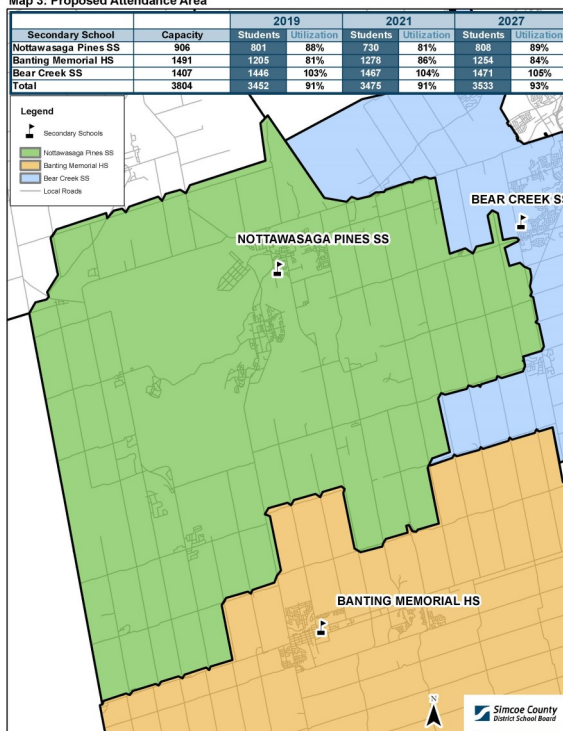 Map 3: Proposed Attendance Area
2019 2021 2027
Secondary School Capacity Students Utilization Students Utilization Students Utilization
Nottawasaga Pines SS 906 801 88% 730 81% 808 89%
Banting Memorial HS 1491 1205 81% 1278 86% 1254 84%
Bear Creek SS 1407 1446 103% 1467 104% 1471 105%
Total 3804 3452 91% 3475 91% 3533 93%
Legend
Secondary Schools
Nottawasaga Pines SS
Banting Memorial HS
Bear Creek SS
Local Roads
BEAR CREEK SS
NOTTAWASAGA PINES SS
BANTING MEMORIAL HS
N
Simcoe County
District School Board